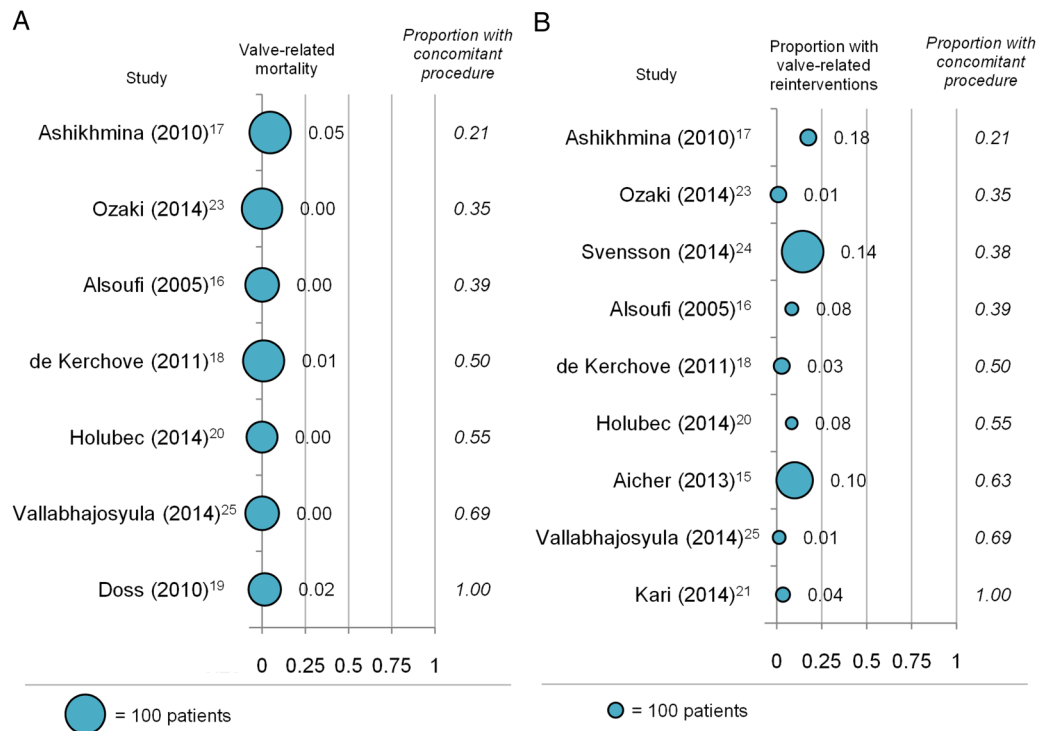 A
Study
Valve-related
mortality
Proportion with
concomitant
procedure
Ashikhmina (2010)17 0.05 0.21
Ozaki (2014)23 0.00 0.35
Alsoufi (2005)16 0.00 0.39
de Kerchove (2011)18 0.01 0.50
Holubec (2014)20 0.00 0.55
Vallabhajosyula (2014)25 0.00 0.69
Doss (2010)19 0.02 1.00
0 0.25 0.5 0.75 1
= 100 patients
B
Study
Proportion with
valve-related
reinterventions
Proportion with
concomitant
procedure
Ashikhmina (2010)17 0.18 0.21
Ozaki (2014)23 0.01 0.35
Svensson (2014)24 0.14 0.38
Alsoufi (2005)16 0.08 0.39
de Kerchove (2011)18 0.03 0.50
Holubec (2014)20 0.08 0.55
Aicher (2013)15 0.10 0.63
Vallabhajosyula (2014)25 0.01 0.69
Kari (2014)21 0.04 1.00
0 0.25 0.5 0.75 1
= 100 patients